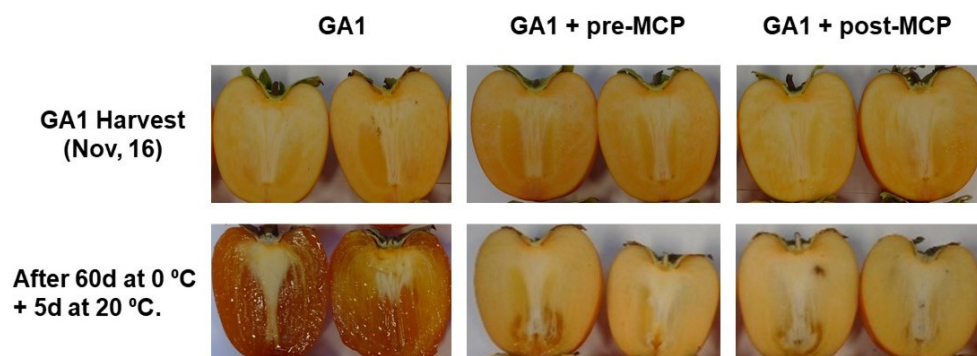 GA1
GA1 + pre-MCP
GA1 + post-MCP
GA1 Harvest
(Nov, 16)
After 60d at 0 ºC
+ 5d at 20 ºC.